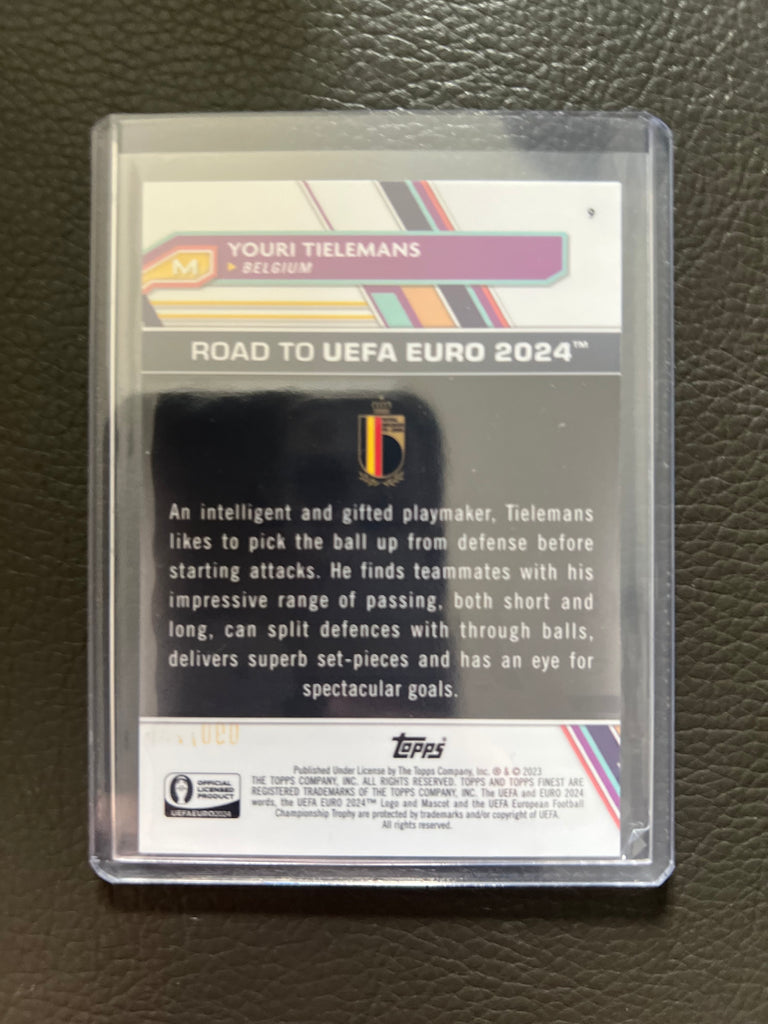 9
YOURI TIELEMANS
M
BELGIUM
ROAD TO UEFA EURO 2024™
An intelligent and gifted playmaker, Tielemans
likes to pick the ball up from defense before
starting attacks. He finds teammates with his
impressive range of passing, both short and
long, can split defences with through balls,
delivers superb set-pieces and has an eye for
spectacular goals.
Topps®
Published Under License by The Topps Company, Inc. ® & © 2023
THE TOPPS COMPANY, INC. ALL RIGHTS RESERVED. TOPPS AND TOPPS FINEST ARE
REGISTERED TRADEMARKS OF THE TOPPS COMPANY, INC. The UEFA and EURO 2024
words, the UEFA EURO 2024™ Logo and Mascot and the UEFA European Football
Championship Trophy are protected by trademarks and/or copyright of UEFA.
All rights reserved.
OFFICIAL
LICENSED
PRODUCT
UEFAEURO2024